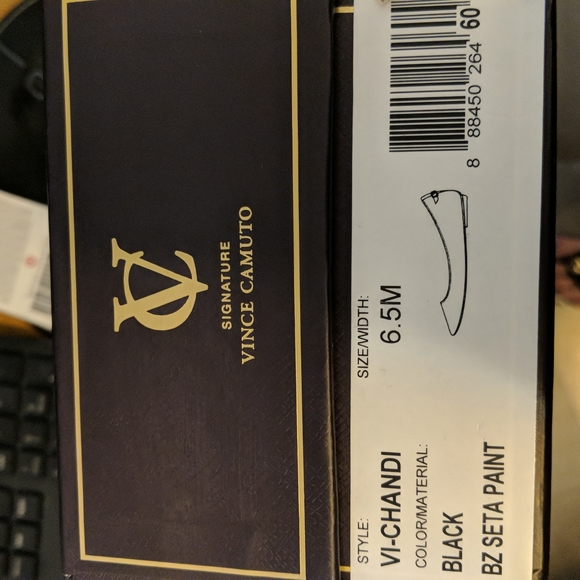 VC
SIGNATURE
VINCE CAMUTO
STYLE:
VI-CHANDI
SIZE/WIDTH:
6.5M
COLOR/MATERIAL:
BLACK
BZ SETA PAINT
8 88450 264 60